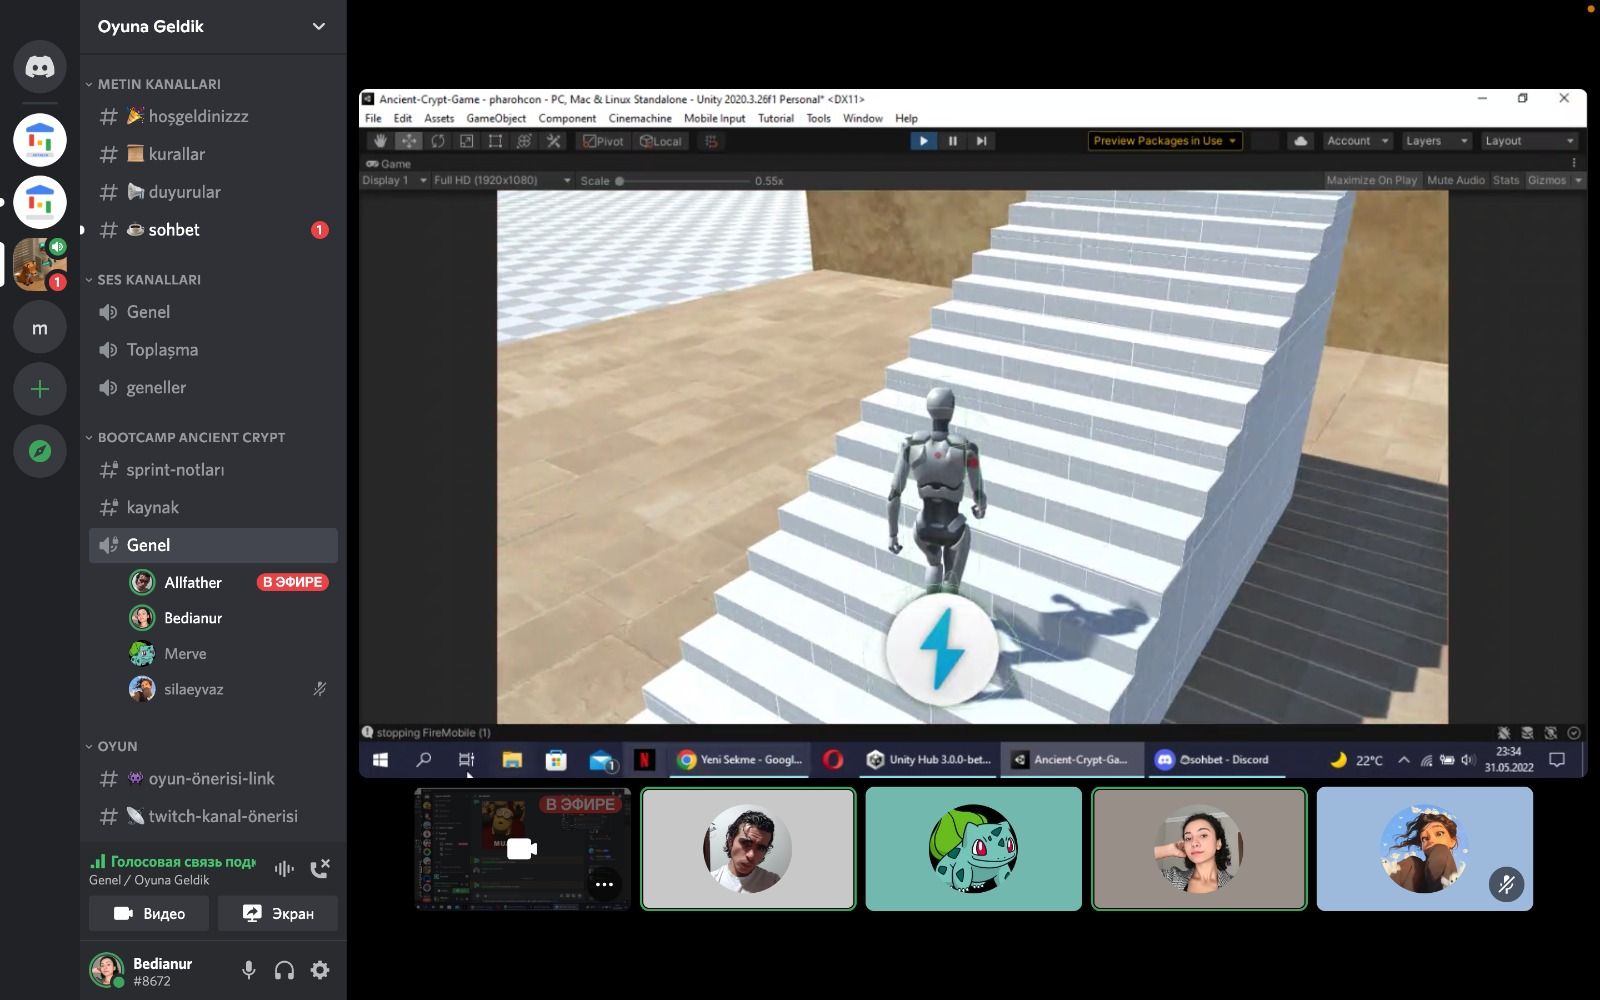 Oyuna Geldik
METIN KANALLARI
hoşgeldinizzz
kurallar
duyurular
sohbet
1
SES KANALLARI
Genel
Toplaşma
geneller
BOOTCAMP ANCIENT CRYPT
sprint-notları
kaynak
Genel
Allfather
В ЭФИРЕ
Bedianur
Merve
silaeyvaz
OYUN
oyun-önerisi-link
twitch-kanal-önerisi
Голосовая связь подк
Genel / Oyuna Geldik
Видео
Экран
Bedianur
#8672
1
m
Ancient-Crypt-Game - pharohcon - PC, Mac & Linux Standalone - Unity 2020.3.26f1 Personal* <DX11>
File Edit Assets GameObject Component Cinemachine Mobile Input Tutorial Tools Window Help
Pivot Local Preview Packages in Use Account Layers Layout
Game
Display 1 Full HD (1920x1080) Scale 0.55x Maximize On Play Mute Audio Stats Gizmos
stopping FireMobile (1)
1 Yeni Sekme - Googl... Unity Hub 3.0.0-bet... Ancient-Crypt-Ga... sohbet - Discord 22°C
23:34
31.05.2022
В ЭФИРЕ